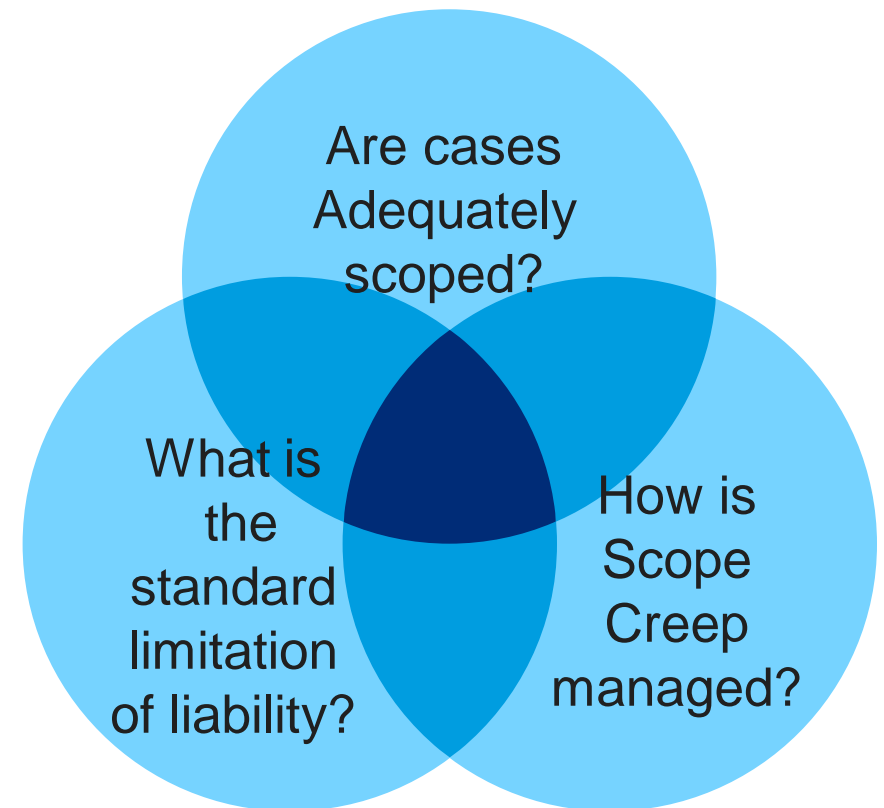 Are cases
Adequately
scoped?
What is
the
standard
limitation
of liability?
How is
Scope
Creep
managed?